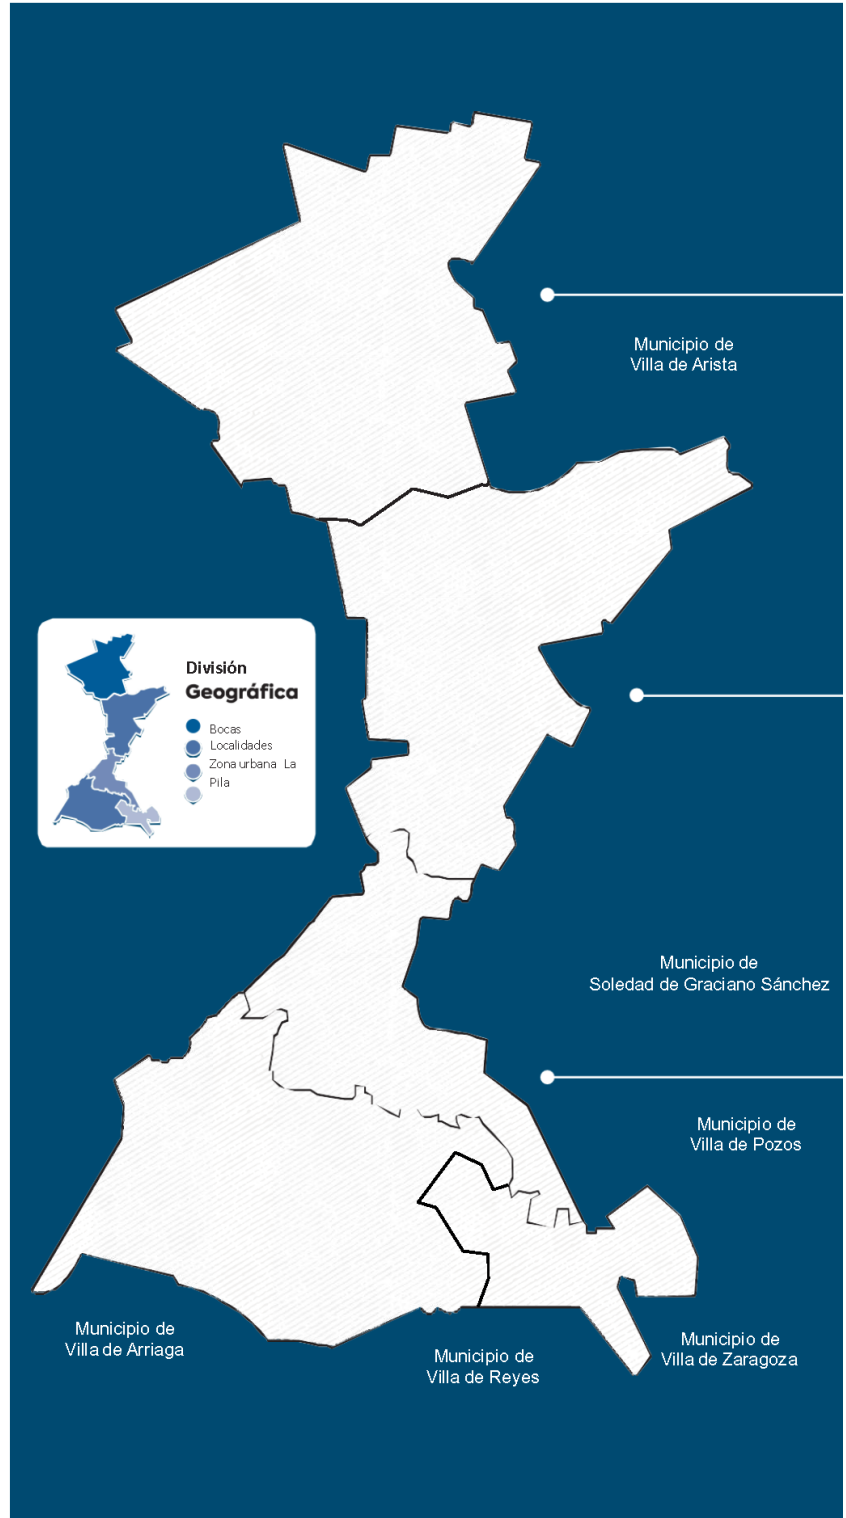 Municipio de
Villa de Arista
División
Geográfica
Bocas
Localidades
Zona urbana La
Pila
Municipio de
Soledad de Graciano Sánchez
Municipio de
Villa de Pozos
Municipio de
Villa de Arriaga
Municipio de
Villa de Reyes
Municipio de
Villa de Zaragoza